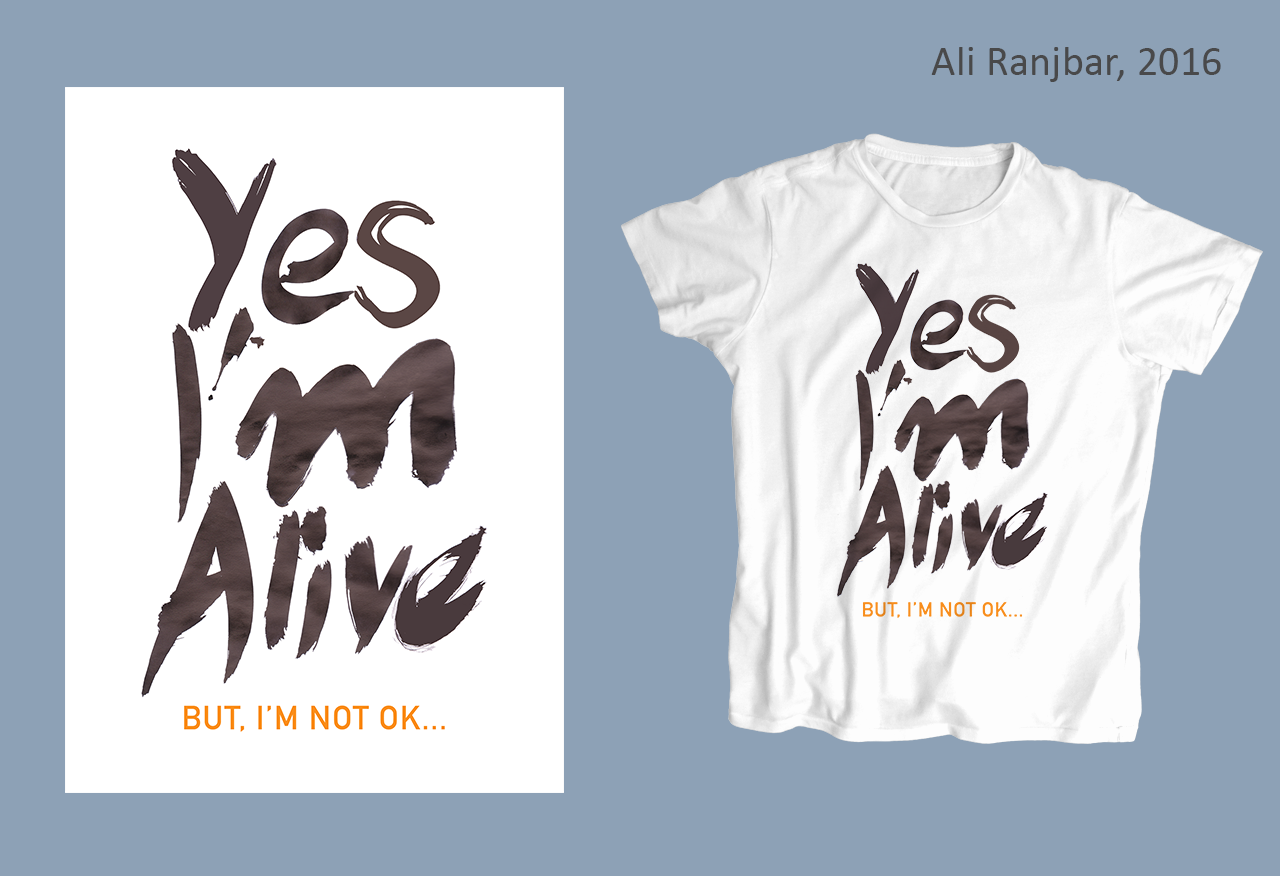 Ali Ranjbar, 2016
Yes
I'm
Alive
BUT, I'M NOT OK...
Yes
I'm
Alive
BUT, I'M NOT OK...